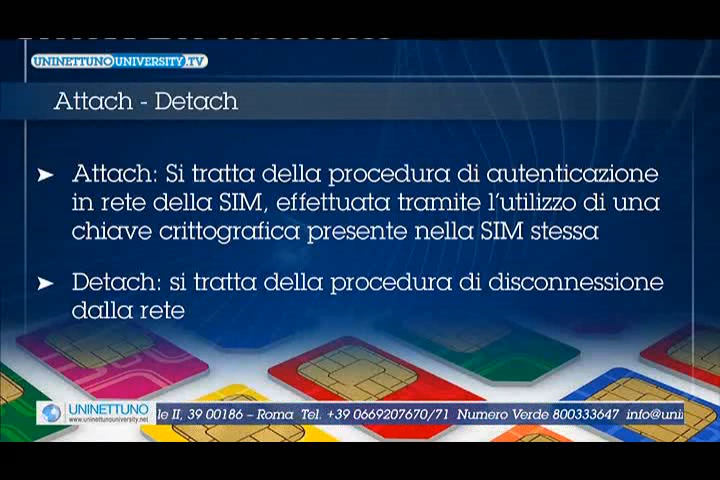 UNINETTUNOUNIVERSITY.TV
Attach - Detach
➤ Attach: Si tratta della procedura di autenticazione
in rete della SIM, effettuata tramite l'utilizzo di una
chiave crittografica presente nella SIM stessa
➤ Detach: si tratta della procedura di disconnessione
dalla rete
UNINETTUNO
www.uninettunouniversity.net
le II, 39 00186 – Roma Tel. +39 0669207670/71 Numero Verde 800333647 info@uni